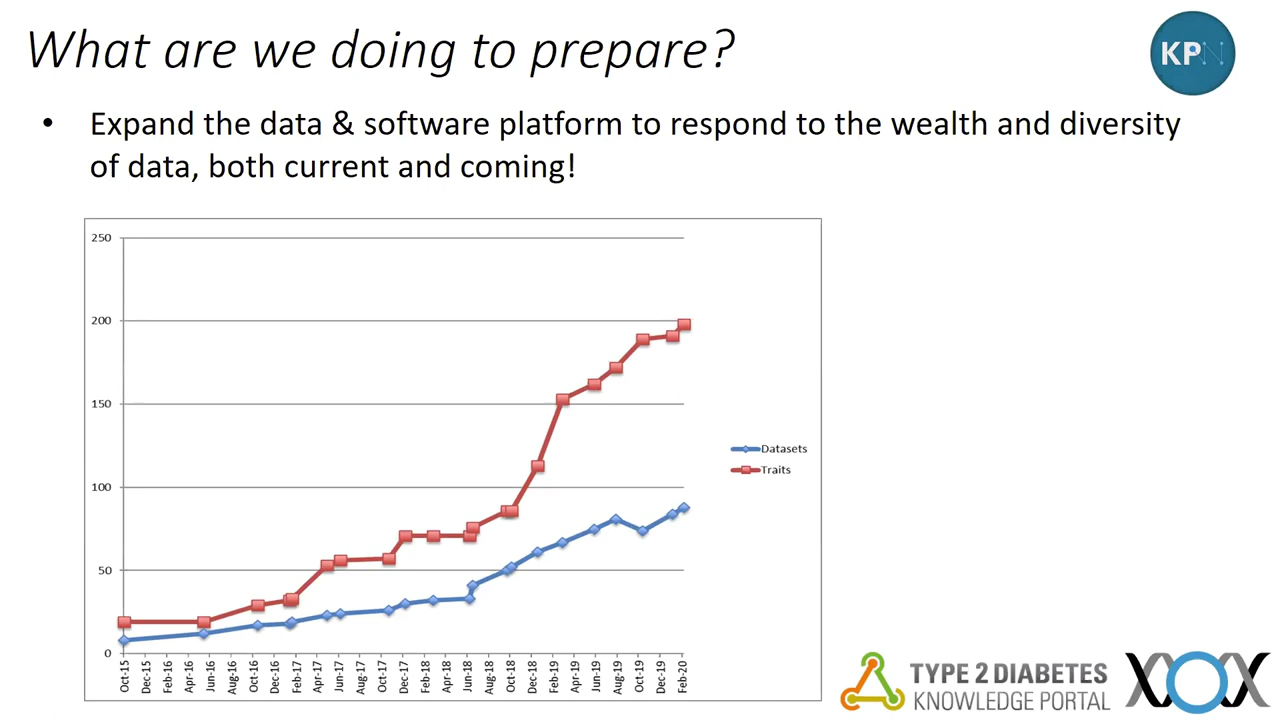 What are we doing to prepare?
KPN
• Expand the data & software platform to respond to the wealth and diversity
of data, both current and coming!
250
200
150
100
50
0
Datasets
Traits
Oct-15 Dec-15 Feb-16 Apr-16 Jun-16 Aug-16 Oct-16 Dec-16 Feb-17 Apr-17 Jun-17 Aug-17 Oct-17 Dec-17 Feb-18 Apr-18 Jun-18 Aug-18 Oct-18 Dec-18 Feb-19 Apr-19 Jun-19 Aug-19 Oct-19 Dec-19 Feb-20
TYPE 2 DIABETES
KNOWLEDGE PORTAL